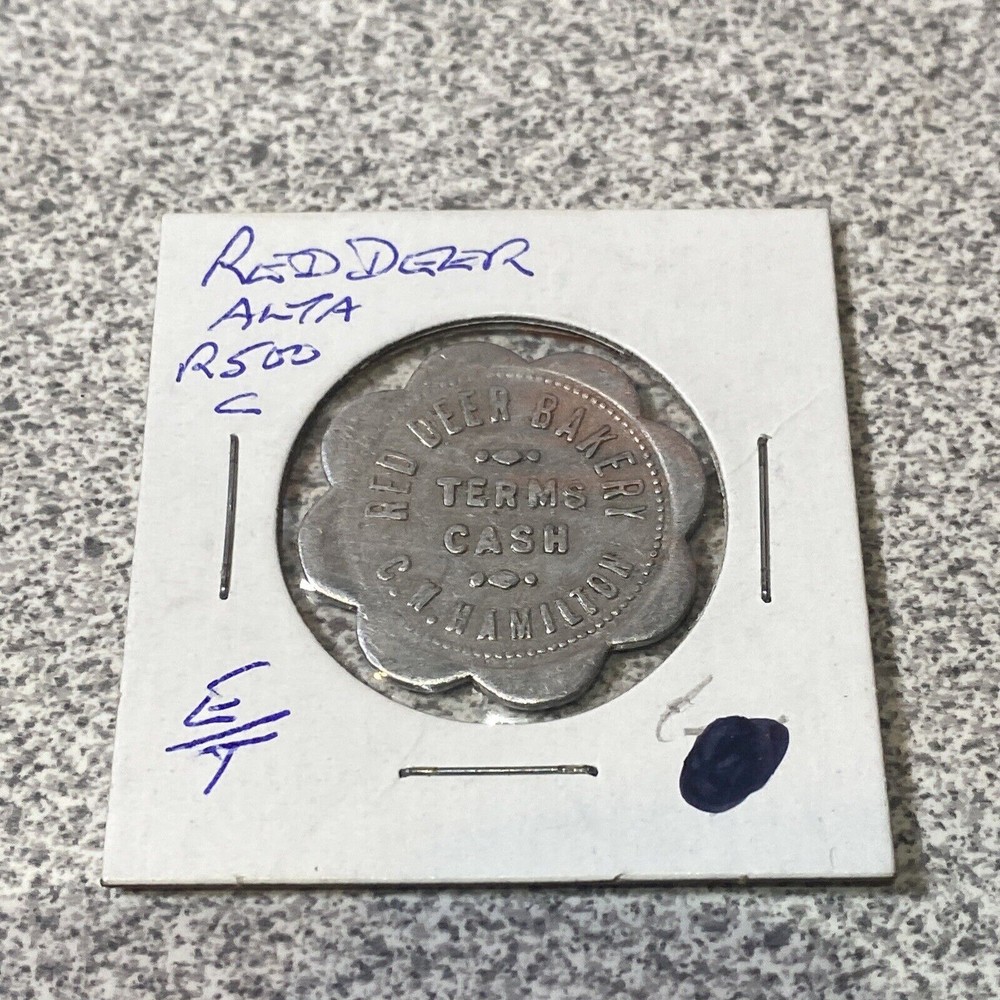 RED DEER
ALTA
R500
C
RED DEER BAKERY
TERMS
CASH
C.N. HAMILTON
E/T